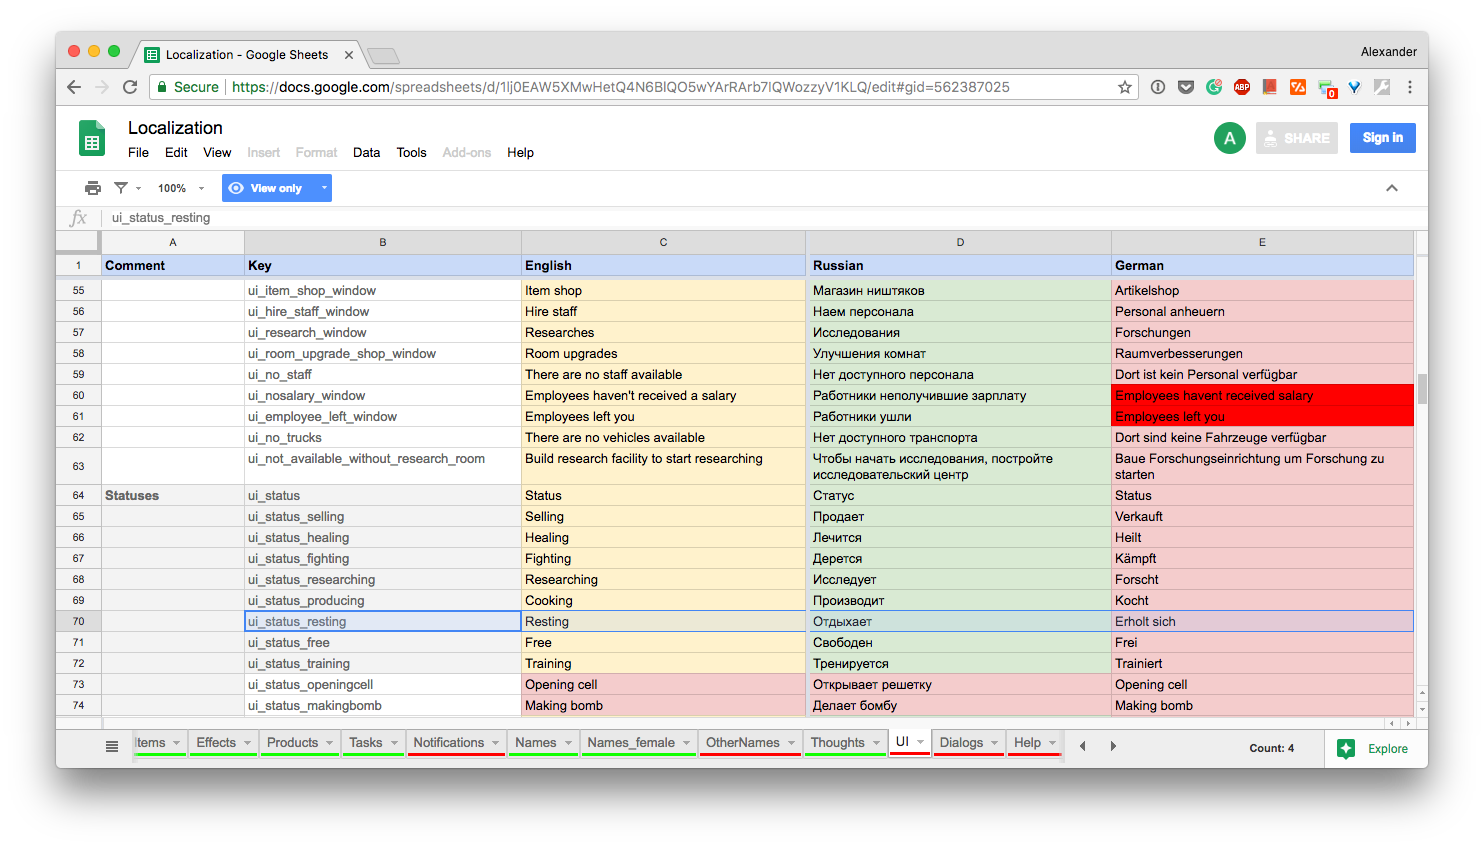 Localization - Google Sheets
Alexander
Secure https://docs.google.com/spreadsheets/d/1lj0EAW5XMwHetQ4N6BlQO5wYArRArb7lQWozzyV1KLQ/edit#gid=562387025
ABP
0
Localization
File Edit View Insert Format Data Tools Add-ons Help
A
SHARE
Sign in
100%
View only
fx ui_status_resting
A B C D E
1 Comment Key English Russian German
55 ui_item_shop_window Item shop Магазин ништяков Artikelshop
56 ui_hire_staff_window Hire staff Наем персонала Personal anheuern
57 ui_research_window Researches Исследования Forschungen
58 ui_room_upgrade_shop_window Room upgrades Улучшения комнат Raumverbesserungen
59 ui_no_staff There are no staff available Нет доступного персонала Dort ist kein Personal verfügbar
60 ui_nosalary_window Employees haven't received a salary Работники неполучившие зарплату Employees havent received salary
61 ui_employee_left_window Employees left you Работники ушли Employees left you
62 ui_no_trucks There are no vehicles available Нет доступного транспорта Dort sind keine Fahrzeuge verfügbar
63 ui_not_available_without_research_room Build research facility to start researching Чтобы начать исследования, постройте исследовательский центр Baue Forschungseinrichtung um Forschung zu starten
64 Statuses ui_status Status Статус Status
65 ui_status_selling Selling Продает Verkauft
66 ui_status_healing Healing Лечится Heilt
67 ui_status_fighting Fighting Дерется Kämpft
68 ui_status_researching Researching Исследует Forscht
69 ui_status_producing Cooking Производит Kocht
70 ui_status_resting Resting Отдыхает Erholt sich
71 ui_status_free Free Свободен Frei
72 ui_status_training Training Тренируется Trainiert
73 ui_status_openingcell Opening cell Открывает решетку Opening cell
74 ui_status_makingbomb Making bomb Делает бомбу Making bomb
Items Effects Products Tasks Notifications Names Names_female OtherNames Thoughts UI Dialogs Help
Count: 4
Explore